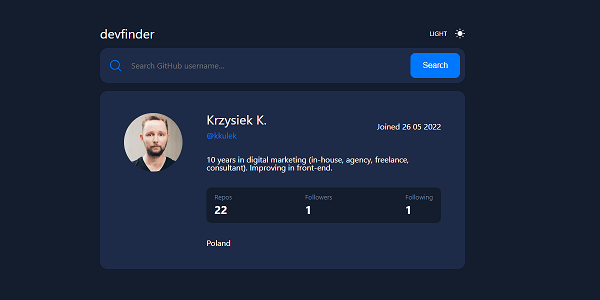 devfinder
LIGHT
Search GitHub username...
Search
Krzysiek K.
@kkulek
Joined 26 05 2022
10 years in digital marketing (in-house, agency, freelance,
consultant). Improving in front-end.
Repos Followers Following
22 1 1
Poland